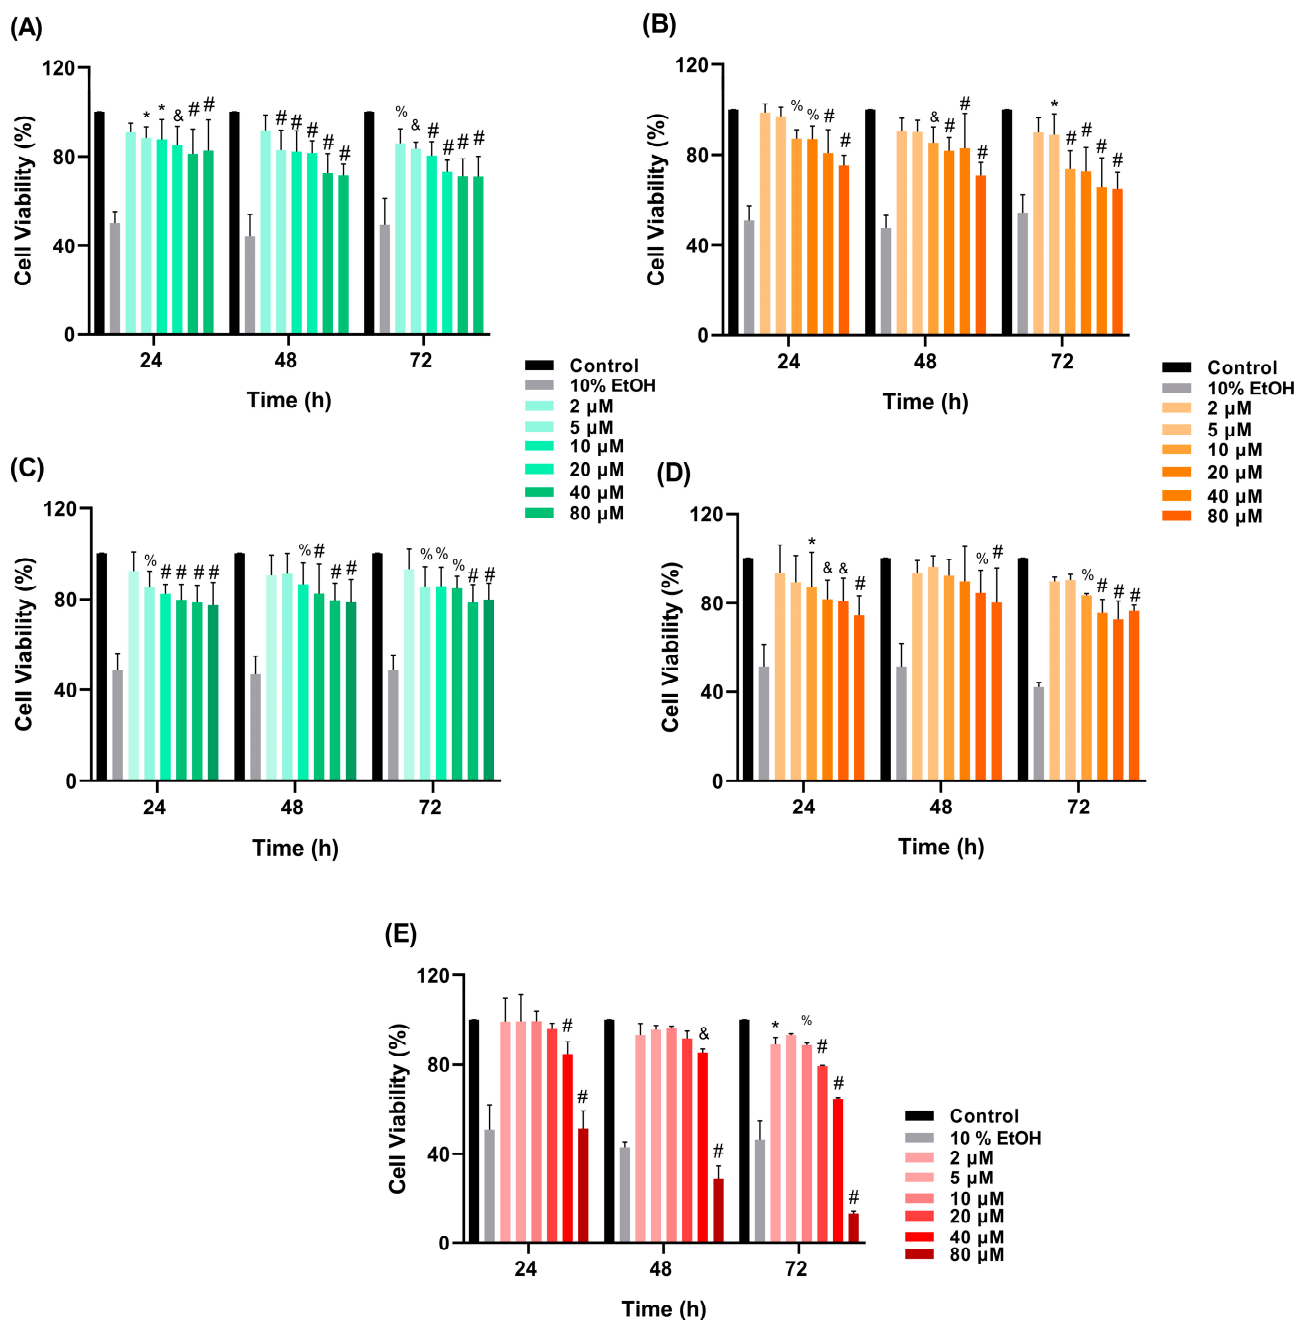 (A)
120
80
40
0
Cell Viability (%)
* * & # #
# # # # #
% & # # # #
24 48 72
Time (h)
(B)
120
80
40
0
Cell Viability (%)
% % # #
& # # #
* # # # #
24 48 72
Time (h)
Control
10% EtOH
2 µM
5 µM
10 µM
20 µM
40 µM
80 µM
Control
10% EtOH
2 µM
5 µM
10 µM
20 µM
40 µM
80 µM
(C)
120
80
40
0
Cell Viability (%)
% # # # #
% # # #
% % % # #
24 48 72
Time (h)
(D)
120
80
40
0
Cell Viability (%)
* & & #
% #
% # # #
24 48 72
Time (h)
(E)
120
80
40
0
Cell Viability (%)
# #
& #
* % # # #
24 48 72
Time (h)
Control
10 % EtOH
2 µM
5 µM
10 µM
20 µM
40 µM
80 µM